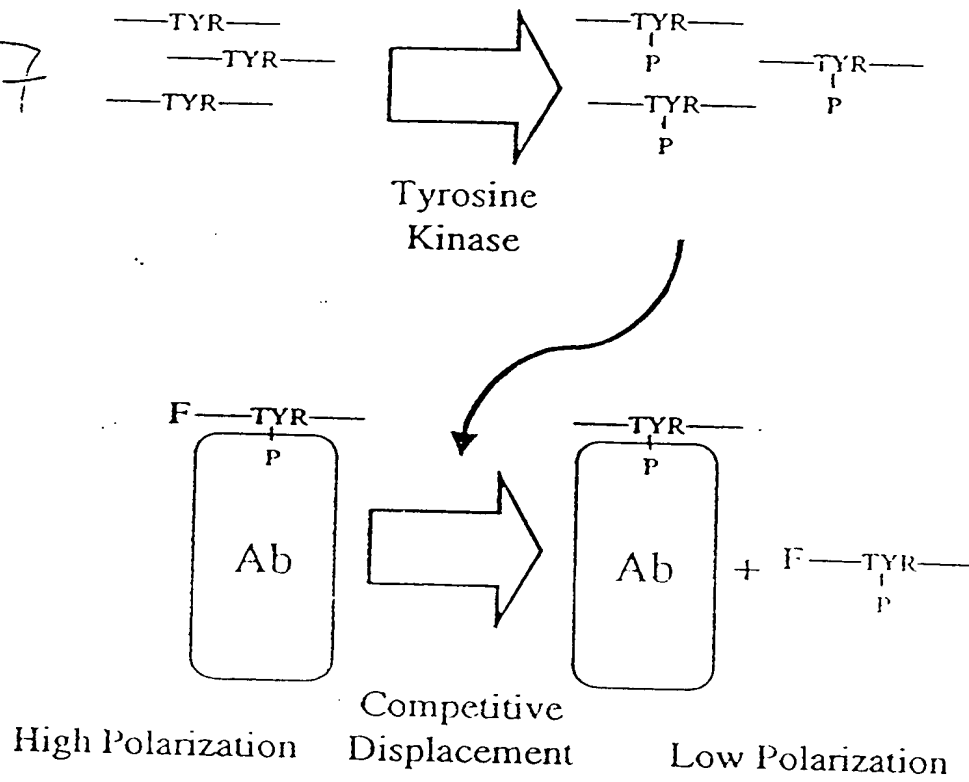 —TYR—
—TYR—
—TYR—
—TYR—
P
—TYR—
P
—TYR—
P
Tyrosine
Kinase
F—TYR—
P
Ab
—TYR—
P
Ab
+
F—TYR—
P
Competitive
Displacement
High Polarization
Low Polarization